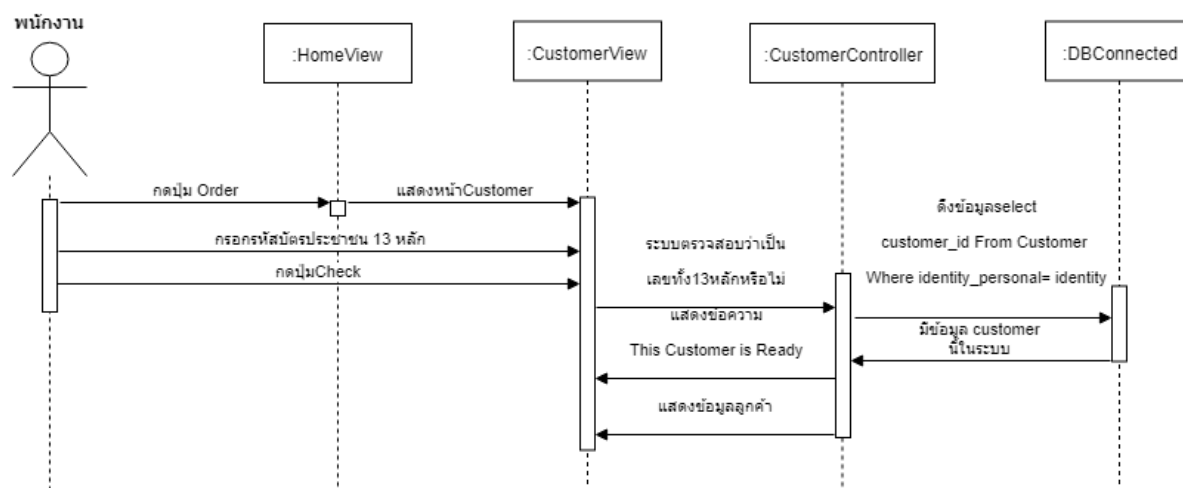 พนักงาน
:HomeView
:CustomerView
:CustomerController
:DBConnected
กดปุ่ม Order
แสดงหน้าCustomer
กรอกรหัสบัตรประชาชน 13 หลัก
กดปุ่มCheck
ระบบตรวจสอบว่าเป็น
เลขทั้ง13หลักหรือไม่
ดึงข้อมูลselect
customer_id From Customer
Where identity_personal= identity
มีข้อมูล customer
นี้ในระบบ
แสดงข้อความ
This Customer is Ready
แสดงข้อมูลลูกค้า